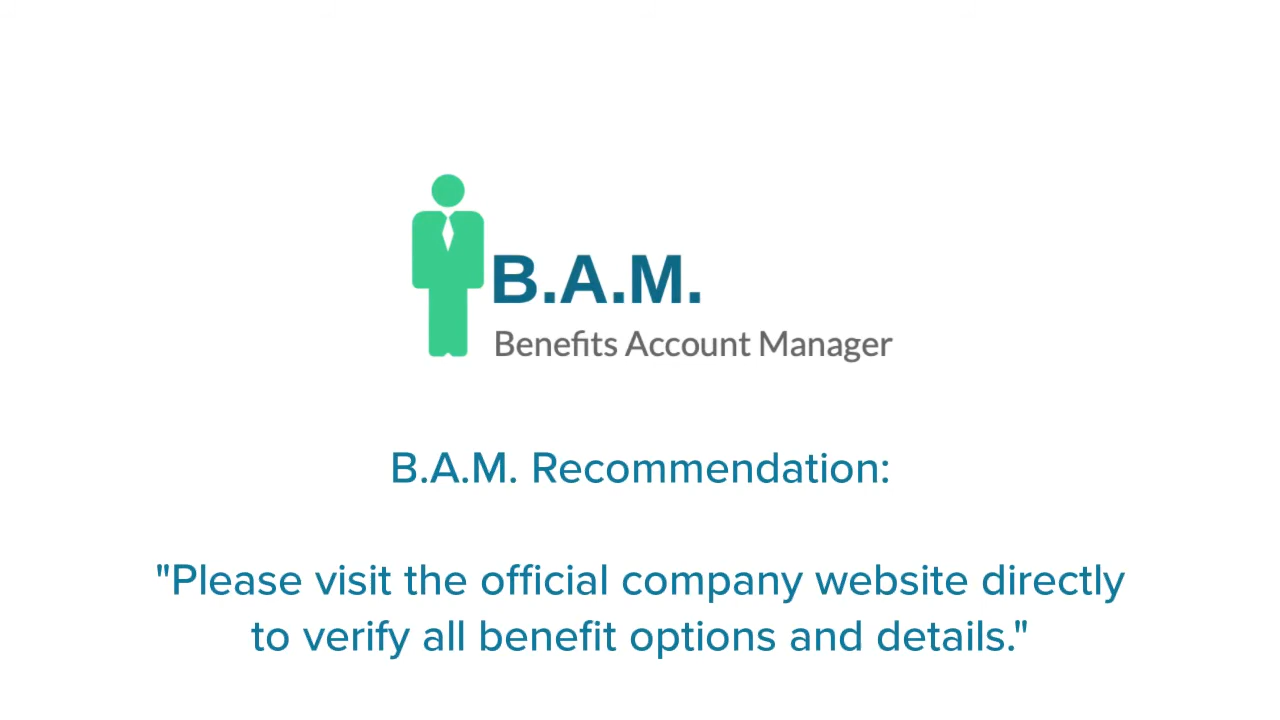 B.A.M.
Benefits Account Manager
B.A.M. Recommendation:
"Please visit the official company website directly
to verify all benefit options and details."